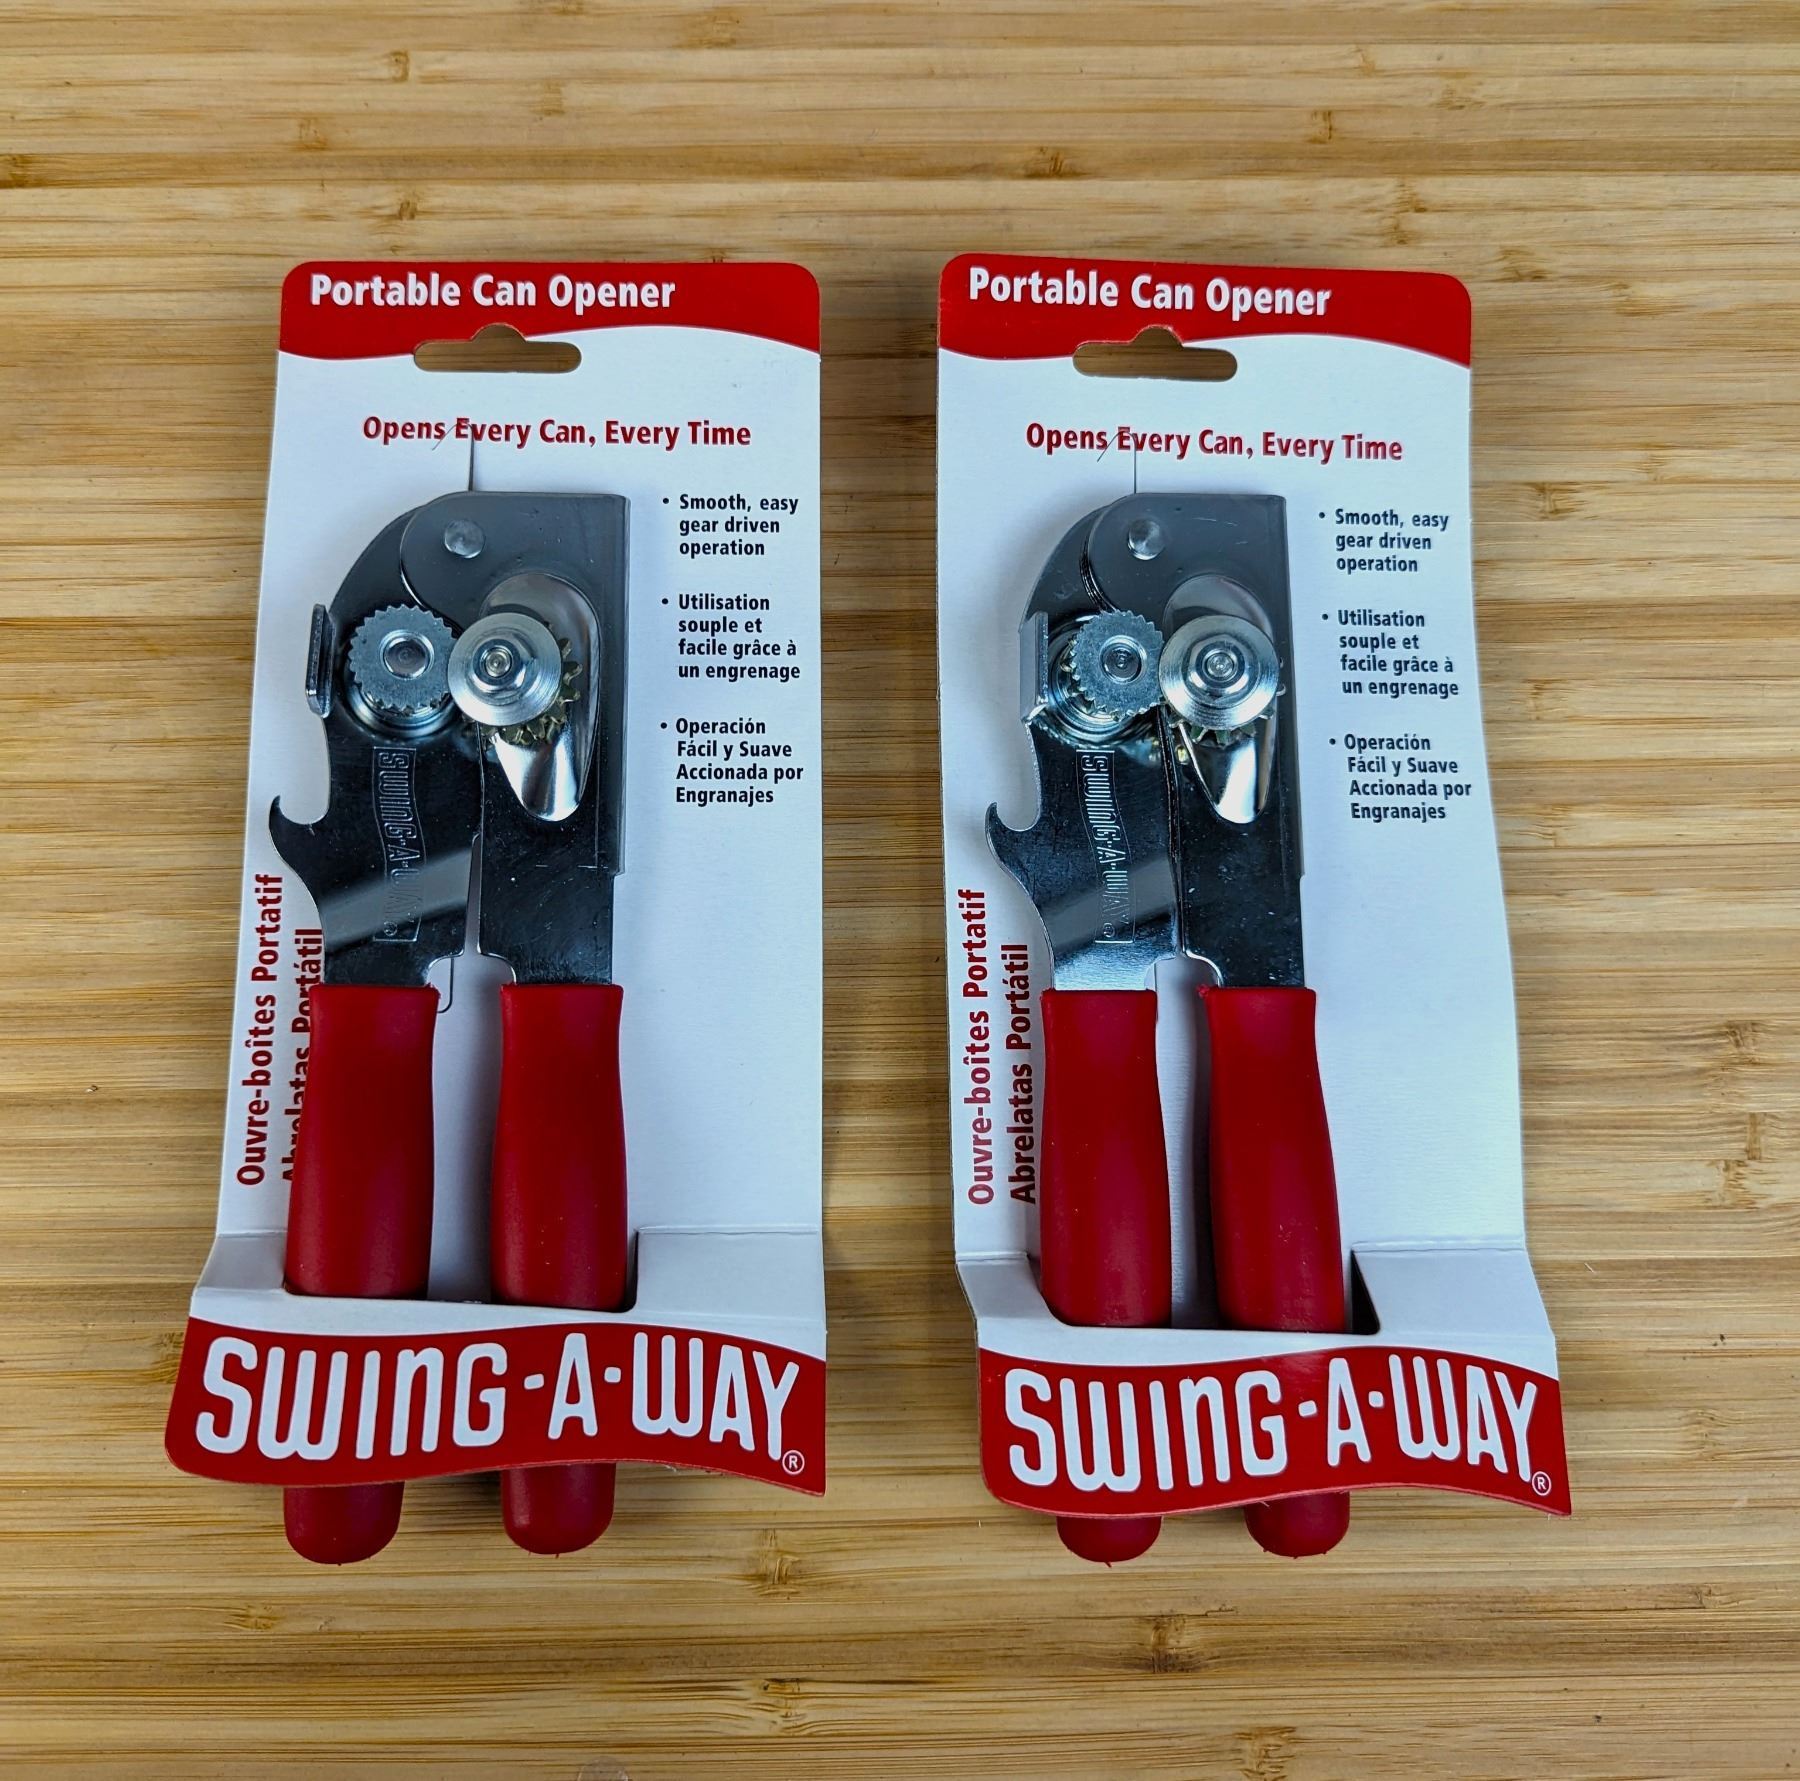 Portable Can Opener
Opens Every Can, Every Time
• Smooth, easy
gear driven
operation
• Utilisation
souple et
facile grâce à
un engrenage
• Operación
Fácil y Suave
Accionada por
Engranajes
SWING-A-WAY®
Ouvre-boîtes Portatif
Abrelatas Portátil
SWING-A-WAY®
Portable Can Opener
Opens Every Can, Every Time
• Smooth, easy
gear driven
operation
• Utilisation
souple et
facile grâce à
un engrenage
• Operación
Fácil y Suave
Accionada por
Engranajes
SWING-A-WAY®
Ouvre-boîtes Portatif
Abrelatas Portátil
SWING-A-WAY®